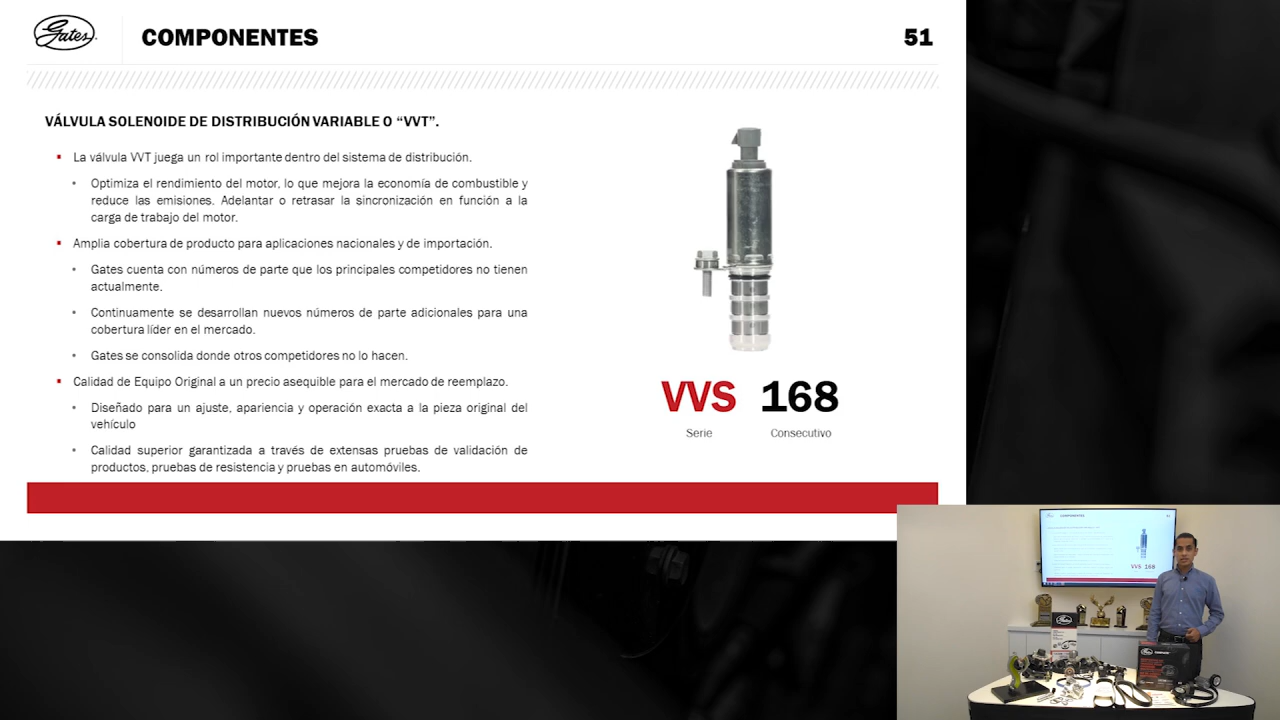 Gates
COMPONENTES
51
VÁLVULA SOLENOIDE DE DISTRIBUCIÓN VARIABLE O “VVT”.
La válvula VVT juega un rol importante dentro del sistema de distribución.
Optimiza el rendimiento del motor, lo que mejora la economía de combustible y
reduce las emisiones. Adelantar o retrasar la sincronización en función a la
carga de trabajo del motor.
Amplia cobertura de producto para aplicaciones nacionales y de importación.
Gates cuenta con números de parte que los principales competidores no tienen
actualmente.
Continuamente se desarrollan nuevos números de parte adicionales para una
cobertura líder en el mercado.
Gates se consolida donde otros competidores no lo hacen.
Calidad de Equipo Original a un precio asequible para el mercado de reemplazo.
Diseñado para un ajuste, apariencia y operación exacta a la pieza original del
vehículo
Calidad superior garantizada a través de extensas pruebas de validación de
productos, pruebas de resistencia y pruebas en automóviles.
VVS 168
Serie Consecutivo
COMPONENTES
51
VVS 168
Gates
Gates